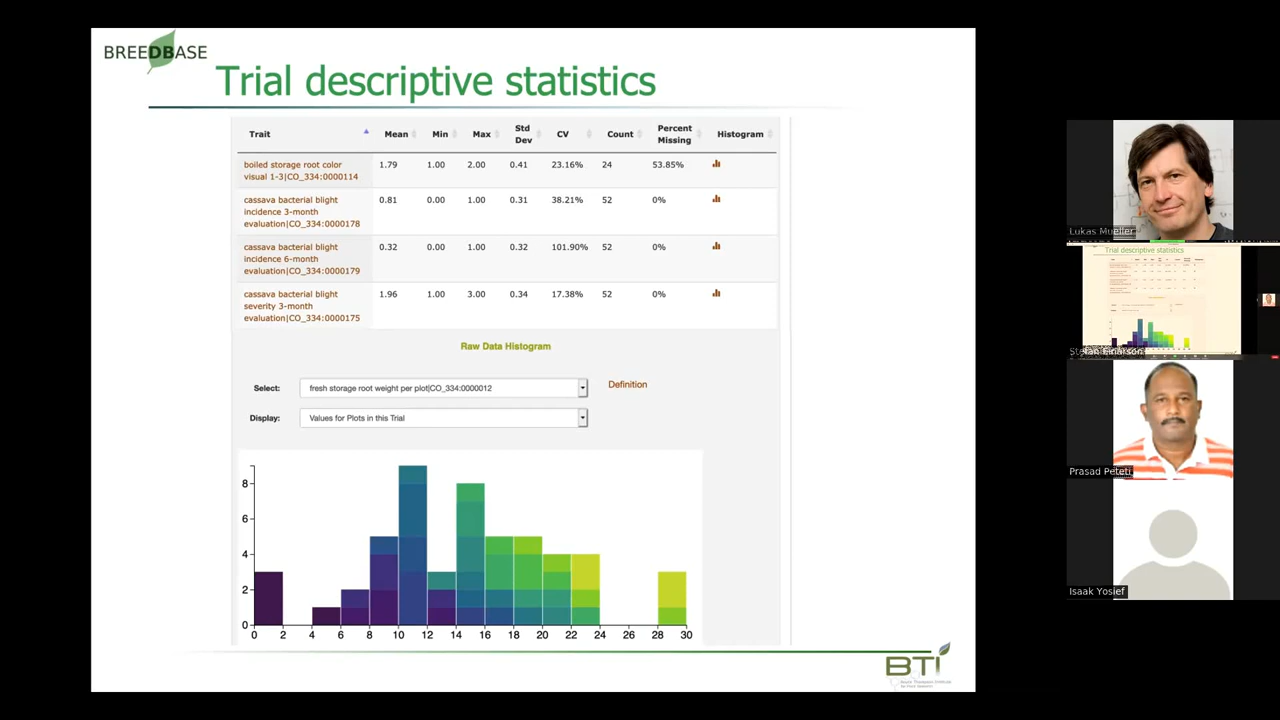 BREEDBASE
Trial descriptive statistics
Trait Mean Min Max Std Dev CV Count Percent Missing Histogram
boiled storage root color visual 1-3|CO_334:0000114 1.79 1.00 2.00 0.41 23.16% 24 53.85%
cassava bacterial blight incidence 3-month evaluation|CO_334:0000178 0.81 0.00 1.00 0.31 38.21% 52 0%
cassava bacterial blight incidence 6-month evaluation|CO_334:0000179 0.32 0.00 1.00 0.32 101.90% 52 0%
cassava bacterial blight severity 3-month evaluation|CO_334:0000175 1.96 1.00 3.00 0.34 17.38% 52 0%
Raw Data Histogram
Select: fresh storage root weight per plot|CO_334:0000012 Definition
Display: Values for Plots in this Trial
8
6
4
2
0
0 2 4 6 8 10 12 14 16 18 20 22 24 26 28 30
BTI
Lukas Mueller
Trial descriptive statistics
Prasad Peteti
Isaak Yosief